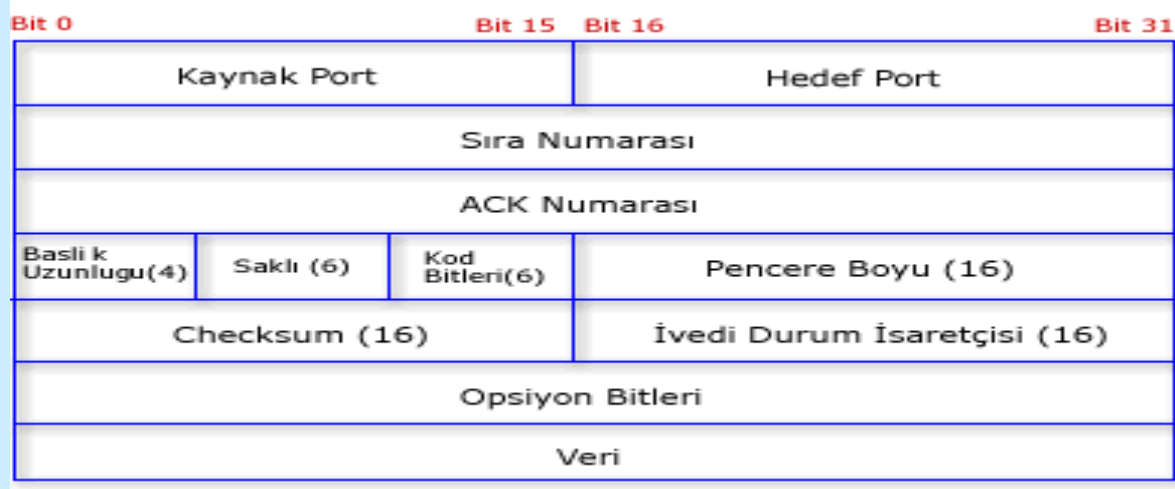 Bit 0 Bit 15 Bit 16 Bit 31
Kaynak Port Hedef Port
Sıra Numarası
ACK Numarası
Basli k
Uzunlugu(4) Saklı (6) Kod
Bitleri(6) Pencere Boyu (16)
Checksum (16) İvedi Durum İsaretçisi (16)
Opsiyon Bitleri
Veri